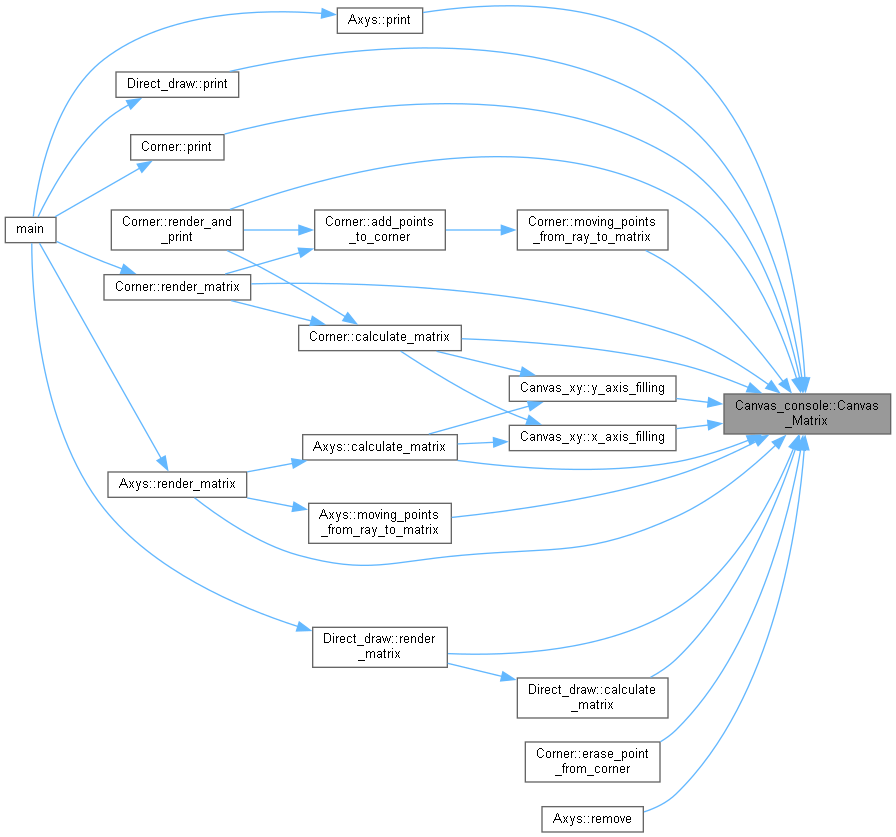 Axys::print
Direct_draw::print
Corner::print
main
Corner::render_and
_print
Corner::add_points
_to_corner
Corner::moving_points
_from_ray_to_matrix
Corner::render_matrix
Corner::calculate_matrix
Canvas_xy::y_axis_filling
Canvas_console::Canvas
_Matrix
Canvas_xy::x_axis_filling
Axys::calculate_matrix
Axys::render_matrix
Axys::moving_points
_from_ray_to_matrix
Direct_draw::render
_matrix
Direct_draw::calculate
_matrix
Corner::erase_point
_from_corner
Axys::remove